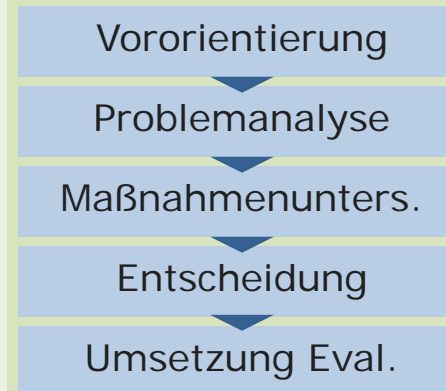 Vororientierung
Problemanalyse
Maßnahmenunters.
Entscheidung
Umsetzung Eval.